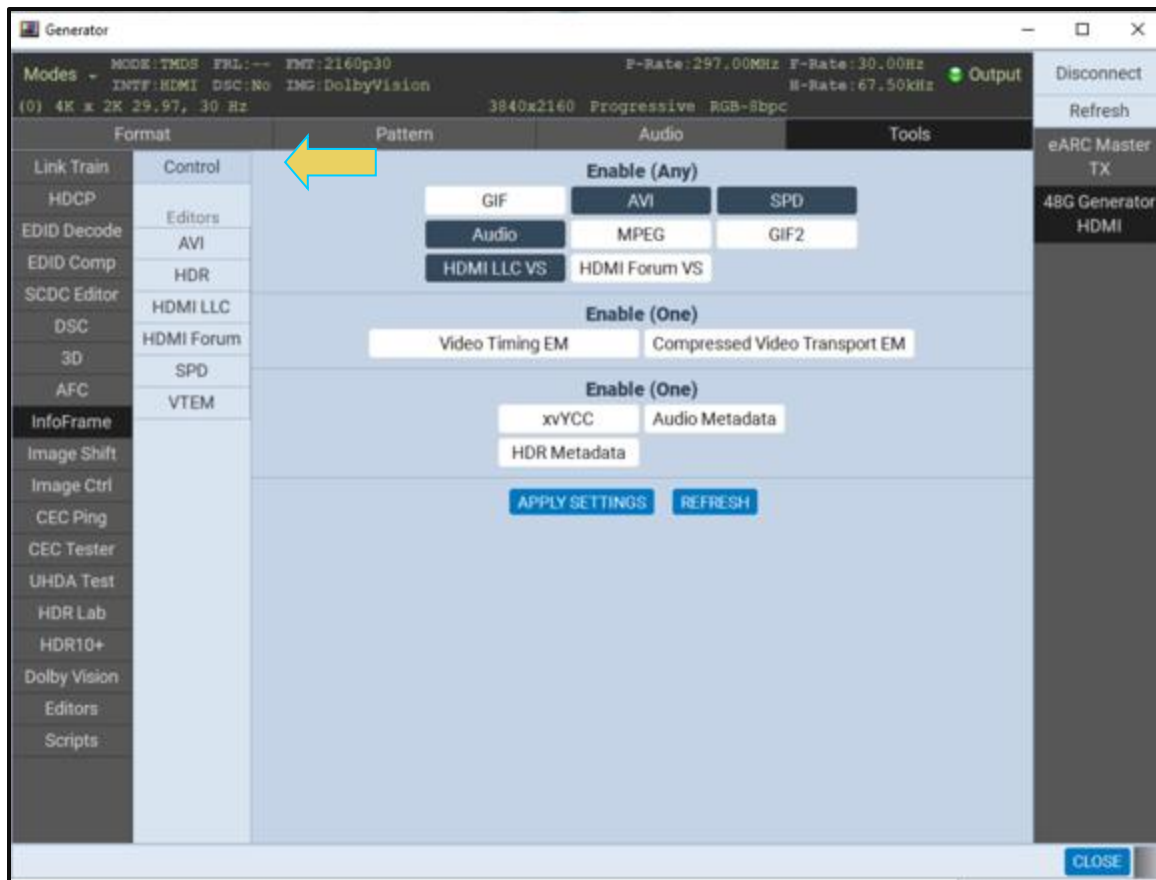 Generator
Modes MODE:TMDS FRL:-- FMT:2160p30 P-Rate:297.00MHz F-Rate:30.00Hz Output
INTF:HDMI DSC:No IMG:DolbyVision H-Rate:67.50kHz
(0) 4K x 2K 29.97, 30 Hz 3840x2160 Progressive RGB-8bpc
Disconnect
Refresh
eARC Master
TX
48G Generator
HDMI
Format Pattern Audio Tools
Link Train
HDCP
EDID Decode
EDID Comp
SCDC Editor
DSC
3D
AFC
InfoFrame
Image Shift
Image Ctrl
CEC Ping
CEC Tester
UHDA Test
HDR Lab
HDR10+
Dolby Vision
Editors
Scripts
Control
Editors
AVI
HDR
HDMI LLC
HDMI Forum
SPD
VTEM
Enable (Any)
GIF AVI SPD
Audio MPEG GIF2
HDMI LLC VS HDMI Forum VS
Enable (One)
Video Timing EM Compressed Video Transport EM
Enable (One)
xvYCC Audio Metadata
HDR Metadata
APPLY SETTINGS REFRESH
CLOSE